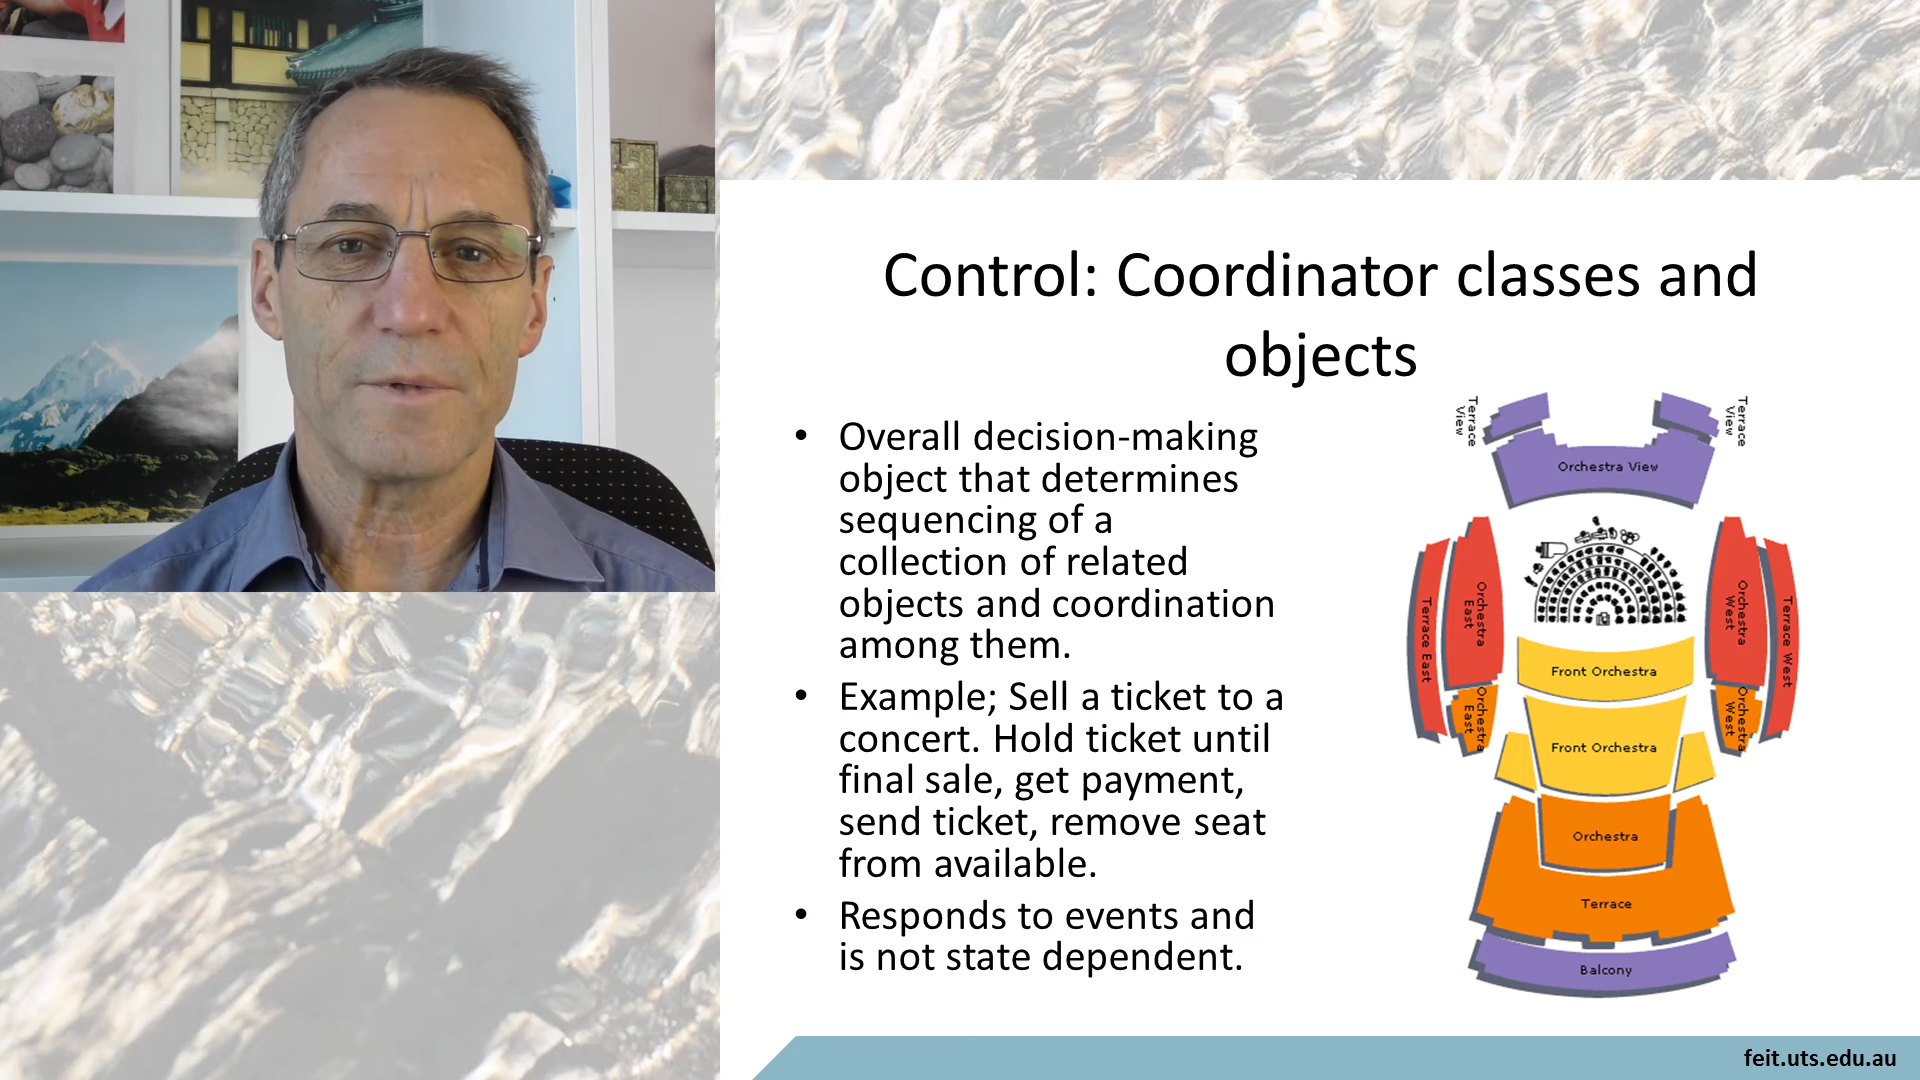 Control: Coordinator classes and
objects
• Overall decision-making
object that determines
sequencing of a
collection of related
objects and coordination
among them.
• Example; Sell a ticket to a
concert. Hold ticket until
final sale, get payment,
send ticket, remove seat
from available.
• Responds to events and
is not state dependent.
Terrace
View
Terrace
View
Orchestra View
Terrace East
Orchestra
East
Orchestra
West
Terrace West
Front Orchestra
Orchestra
East
Orchestra
West
Front Orchestra
Orchestra
Terrace
Balcony
feit.uts.edu.au